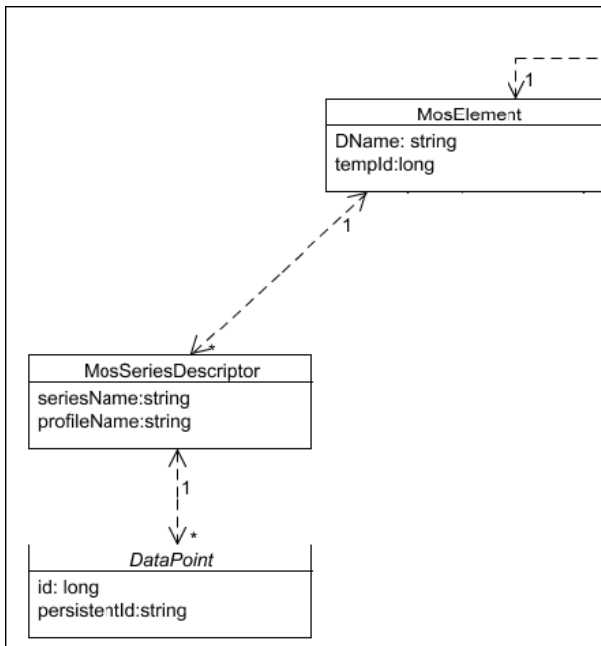 1
MosElement
DName: string
tempId:long
1
*
MosSeriesDescriptor
seriesName:string
profileName:string
1
*
DataPoint
id: long
persistentId:string